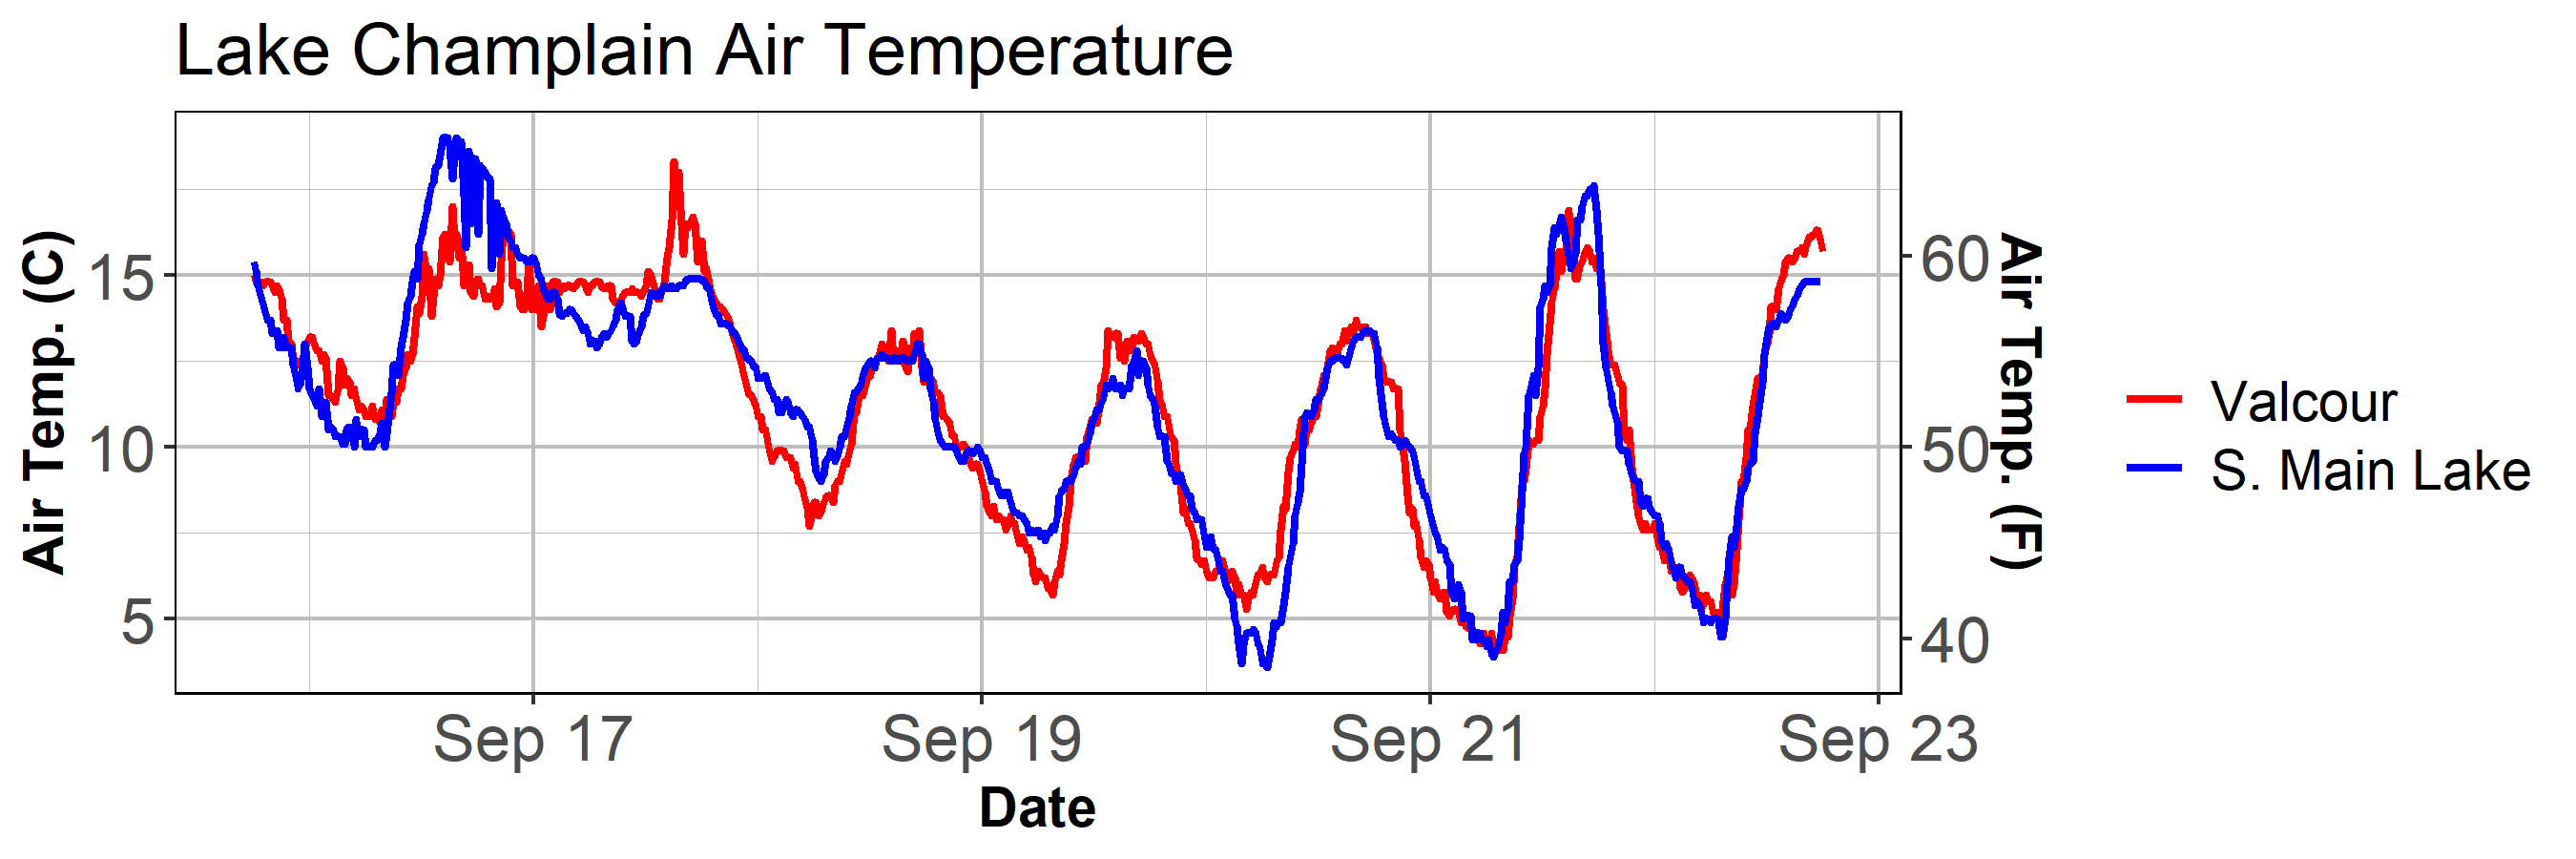 Lake Champlain Air Temperature
Air Temp. (C)
15
10
5
60
50
40
Air Temp. (F)
Sep 17
Sep 19
Sep 21
Sep 23
Date
Valcour
S. Main Lake